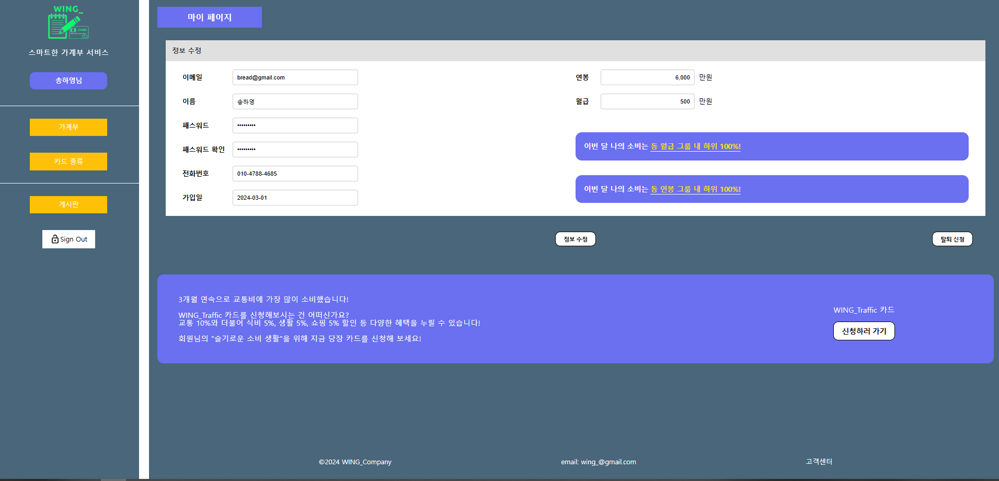 WING_
CARD
스마트한 가계부 서비스
송하영님
가계부
카드 종류
게시판
Sign Out
마이 페이지
정보 수정
이메일 bread@gmail.com
이름 송하영
패스워드 •••••••••
패스워드 확인 •••••••••
전화번호 010-4788-4685
가입일 2024-03-01
연봉 6,000 만원
월급 500 만원
이번 달 나의 소비는 동 월급 그룹 내 하위 100%!
이번 달 나의 소비는 동 연봉 그룹 내 하위 100%!
정보 수정
탈퇴 신청
3개월 연속으로 교통비에 가장 많이 소비했습니다!
WING_Traffic 카드를 신청해보시는 건 어떠신가요?
교통 10%와 더불어 식비 5%, 생활 5%, 쇼핑 5% 할인 등 다양한 혜택을 누릴 수 있습니다!
회원님의 "슬기로운 소비 생활"을 위해 지금 당장 카드를 신청해 보세요!
WING_Traffic 카드
신청하러 가기
©2024 WING_Company
email: wing_@gmail.com
고객센터